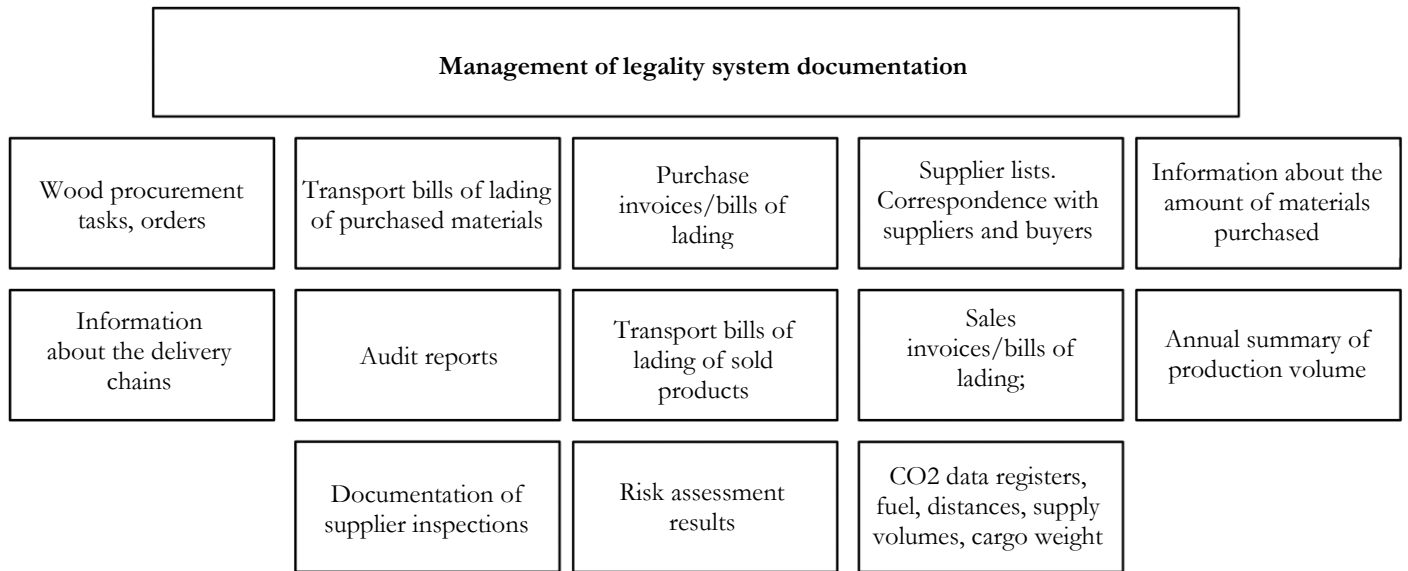 Management of legality system documentation
Wood procurement
tasks, orders
Transport bills of lading
of purchased materials
Purchase
invoices/bills of
lading
Supplier lists.
Correspondence with
suppliers and buyers
Information about the
amount of materials
purchased
Information
about the delivery
chains
Audit reports
Transport bills of
lading of sold
products
Sales
invoices/bills of
lading;
Annual summary of
production volume
Documentation of
supplier inspections
Risk assessment
results
CO2 data registers,
fuel, distances, supply
volumes, cargo weight